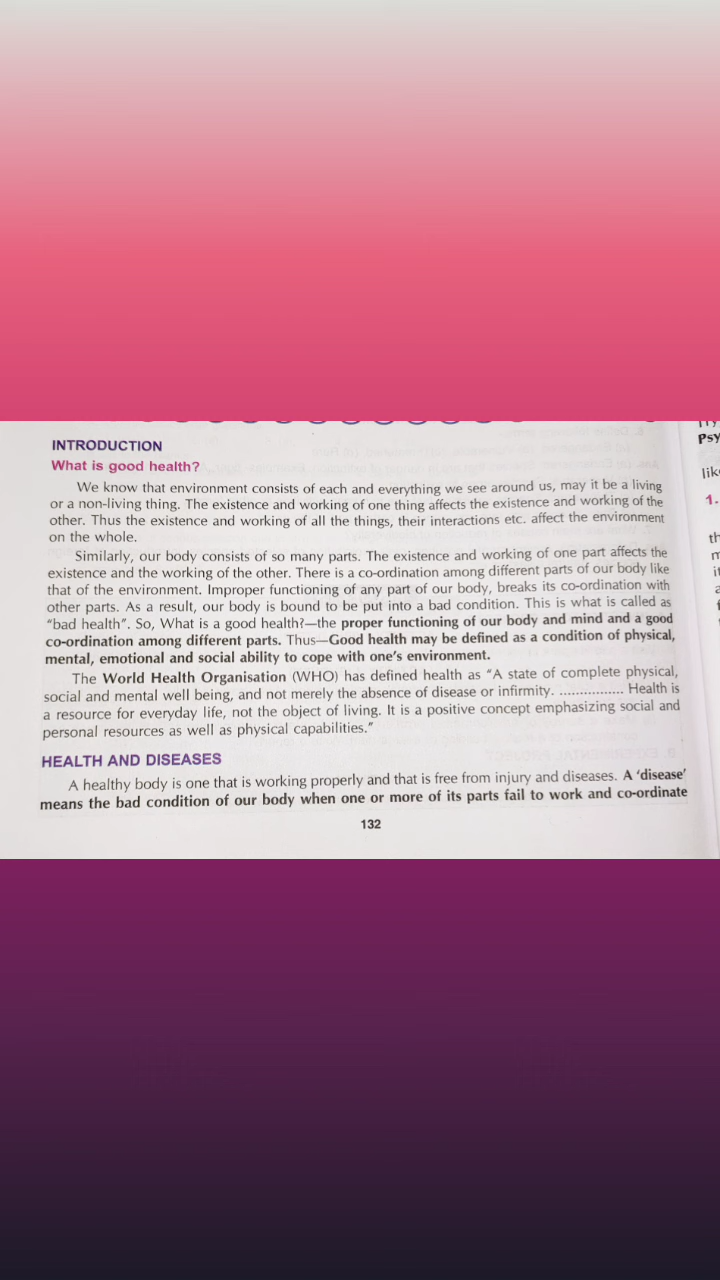 INTRODUCTION
What is good health?
We know that environment consists of each and everything we see around us, may it be a living
or a non-living thing. The existence and working of one thing affects the existence and working of the
other. Thus the existence and working of all the things, their interactions etc. affect the environment
on the whole.
Similarly, our body consists of so many parts. The existence and working of one part affects the
existence and the working of the other. There is a co-ordination among different parts of our body like
that of the environment. Improper functioning of any part of our body, breaks its co-ordination with
other parts. As a result, our body is bound to be put into a bad condition. This is what is called as
“bad health”. So, What is a good health?—the proper functioning of our body and mind and a good
co-ordination among different parts. Thus—Good health may be defined as a condition of physical,
mental, emotional and social ability to cope with one’s environment.
The World Health Organisation (WHO) has defined health as “A state of complete physical,
social and mental well being, and not merely the absence of disease or infirmity. ................ Health is
a resource for everyday life, not the object of living. It is a positive concept emphasizing social and
personal resources as well as physical capabilities.”
HEALTH AND DISEASES
A healthy body is one that is working properly and that is free from injury and diseases. A ‘disease’
means the bad condition of our body when one or more of its parts fail to work and co-ordinate
132
Psy
lik
1.
th